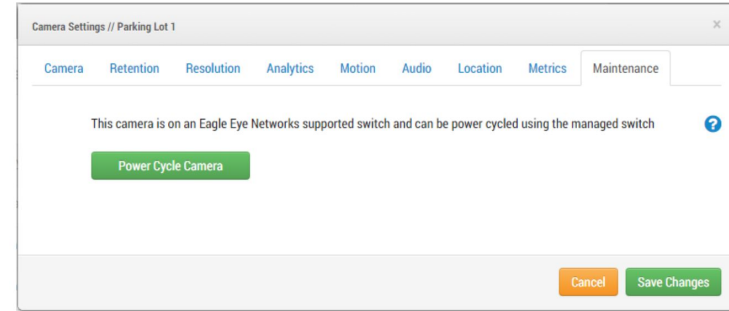 Camera Settings // Parking Lot 1 ×
Camera Retention Resolution Analytics Motion Audio Location Metrics Maintenance
This camera is on an Eagle Eye Networks supported switch and can be power cycled using the managed switch ?
Power Cycle Camera
Cancel Save Changes